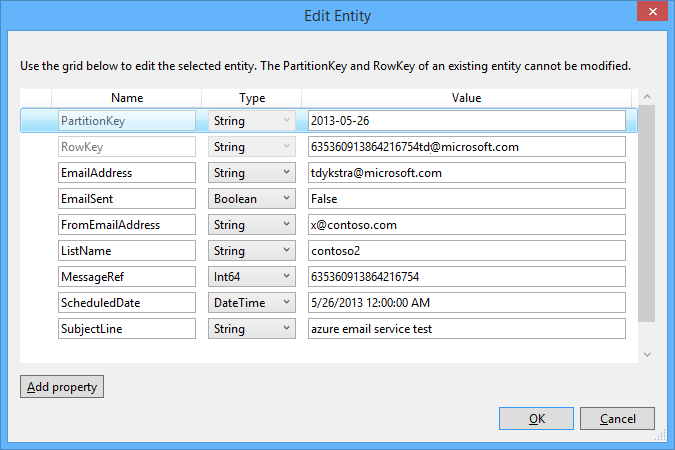 Edit Entity
Use the grid below to edit the selected entity. The PartitionKey and RowKey of an existing entity cannot be modified.
Name Type Value
PartitionKey String 2013-05-26
RowKey String 635360913864216754td@microsoft.com
EmailAddress String tdykstra@microsoft.com
EmailSent Boolean False
FromEmailAddress String x@contoso.com
ListName String contoso2
MessageRef Int64 635360913864216754
ScheduledDate DateTime 5/26/2013 12:00:00 AM
SubjectLine String azure email service test
Add property
OK Cancel